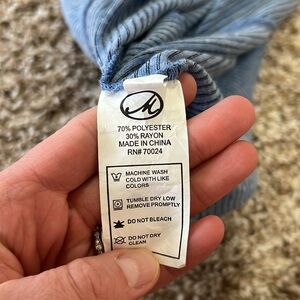 M
70% POLYESTER
30% RAYON
MADE IN CHINA
RN# 70024
MACHINE WASH
COLD WITH LIKE
COLORS
TUMBLE DRY LOW
REMOVE PROMPTLY
DO NOT BLEACH
DO NOT DRY
CLEAN